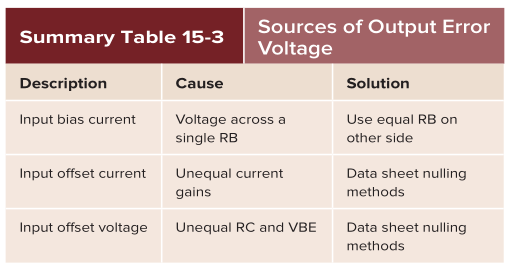 Summary Table 15-3
Sources of Output Error
Voltage
Description Cause Solution
Input bias current Voltage across a Use equal RB on
single RB other side
Input offset current Unequal current Data sheet nulling
gains methods
Input offset voltage Unequal RC and VBE Data sheet nulling
methods